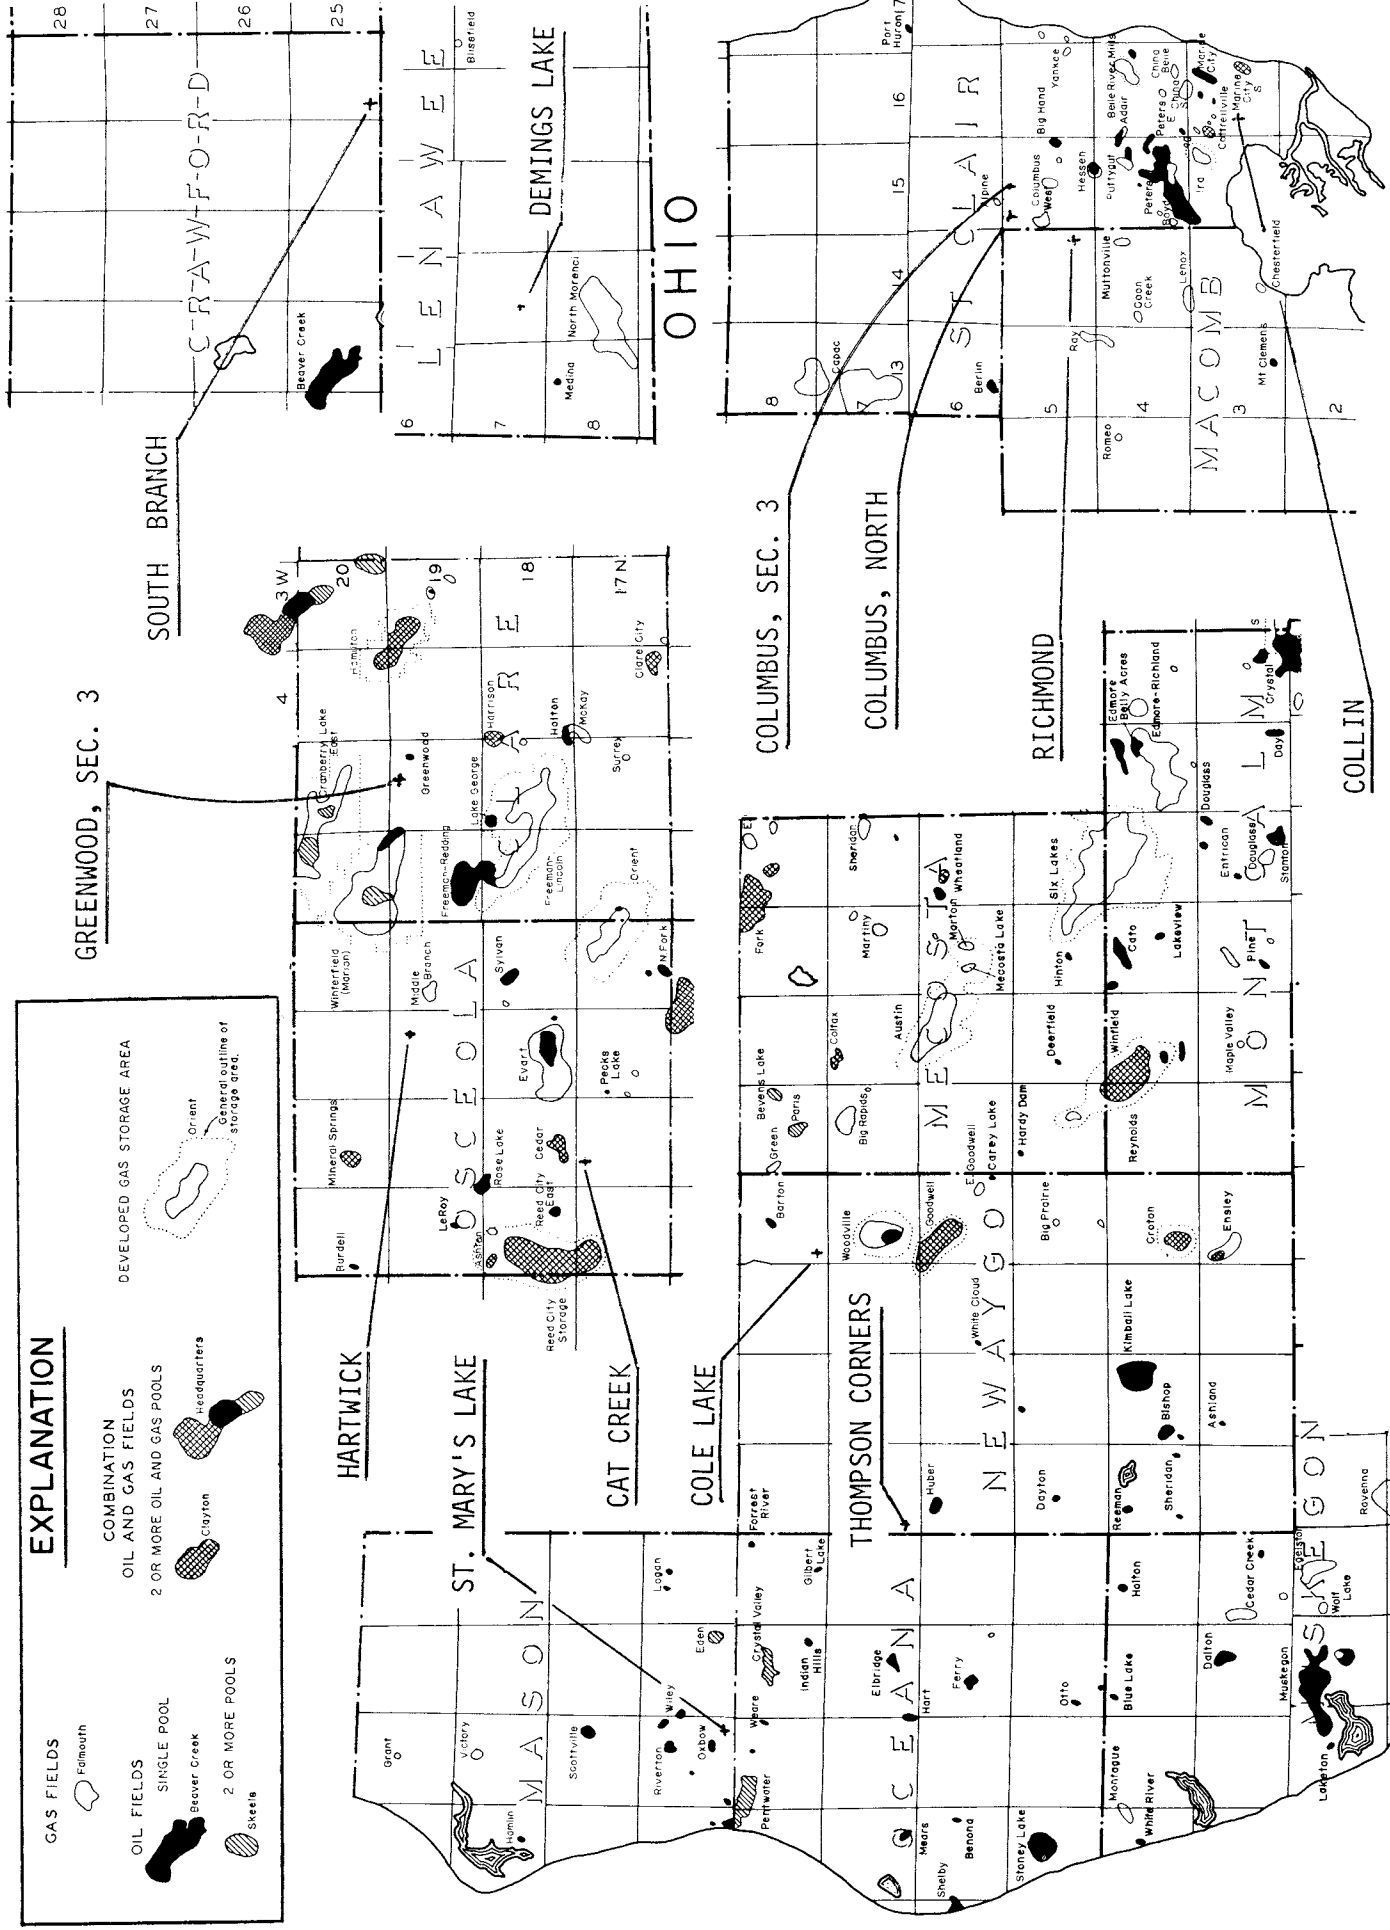 EXPLANATION
GAS FIELDS
Falmouth
OIL FIELDS
SINGLE POOL
Beaver Creek
2 OR MORE POOLS
Skeels
COMBINATION
OIL AND GAS FIELDS
2 OR MORE OIL AND GAS POOLS
Clayton
Headquarters
DEVELOPED GAS STORAGE AREA
Orient
General outline of
storage area.
GREENWOOD, SEC. 3
SOUTH BRANCH
DEMINGS LAKE
HARTWICK
ST. MARY'S LAKE
CAT CREEK
COLE LAKE
THOMPSON CORNERS
COLUMBUS, SEC. 3
COLUMBUS, NORTH
RICHMOND
COLLIN
C-R-A-W-F-O-R-D
28
27
26
25
Beaver Creek
LENAWEE
Blissfield
North Morenci
Medina
6
7
8
OHIO
OSCEOLA
CLARE
3W
4
20
19
18
17N
Hamilton
Cranberry Lake
East
Greenwood
Harrison
Lake George
Hatton
McKay
Surrey
Clare City
Freeman-Redding
Freeman-
Lincoln
Orient
Winterfield
(Marion)
Middle
Branch
Sylvan
N.Fork
Evart
Pecks
Lake
Mineral Springs
Rose Lake
Cedar
LeRoy
Reed City
East
Ashton
Burdell
Reed City
Storage
ST CLAIR
Port
Huron
17
16
15
14
13
8
7
6
Capac
Berlin
Alpine
Yankee
Big Hand
Columbus
West
Hessen
Belle River Mills
Adair
Puttygut
China
Belle
Peters
E
China
S
Marine
City
Marine
City
S
Cottrellville
Ira
Peters
Boyd
MACOMB
Muttonville
Coon
Creek
Lenox
Chesterfield
Ray
Romeo
Mt Clemens
5
4
3
2
MECOSTA
Fork
Sheridan
Martiny
Morton
Wheatland
Mecosta Lake
Austin
Colfax
Bevens Lake
Paris
Green
Big Rapids
Six Lakes
Hinton
Deerfield
Hardy Dam
MONTCALM
Edmore
Belly Acres
Edmore-Richland
Crystal
Day
Douglass
Entrican
Douglass
Stanton
Cato
Lakeview
Pine
Winfield
Maple Valley
Reynolds
NEWAYGO
Barton
Woodville
Goodwell
E. Goodwell
Carey Lake
Big Prairie
Croton
Ensley
White Cloud
Kimball Lake
Bishop
Ashland
Huber
Dayton
Reeman
Sheridan
MASON
Grant
Victory
Hamlin
Scottville
Logan
Eden
Wiley
Riverton
Oxbow
OCEANA
Forest
River
Gilbert
Lake
Crystal Valley
Indian
Hills
Weare
Pentwater
Elbridge
Hart
Ferry
Otto
Mears
Benona
Shelby
Stoney Lake
MUSKEGON
Holton
Cedar Creek
Blue Lake
Dalton
Montague
White River
Muskegon
Laketon
Egelston
Wolf
Lake
Ravenna